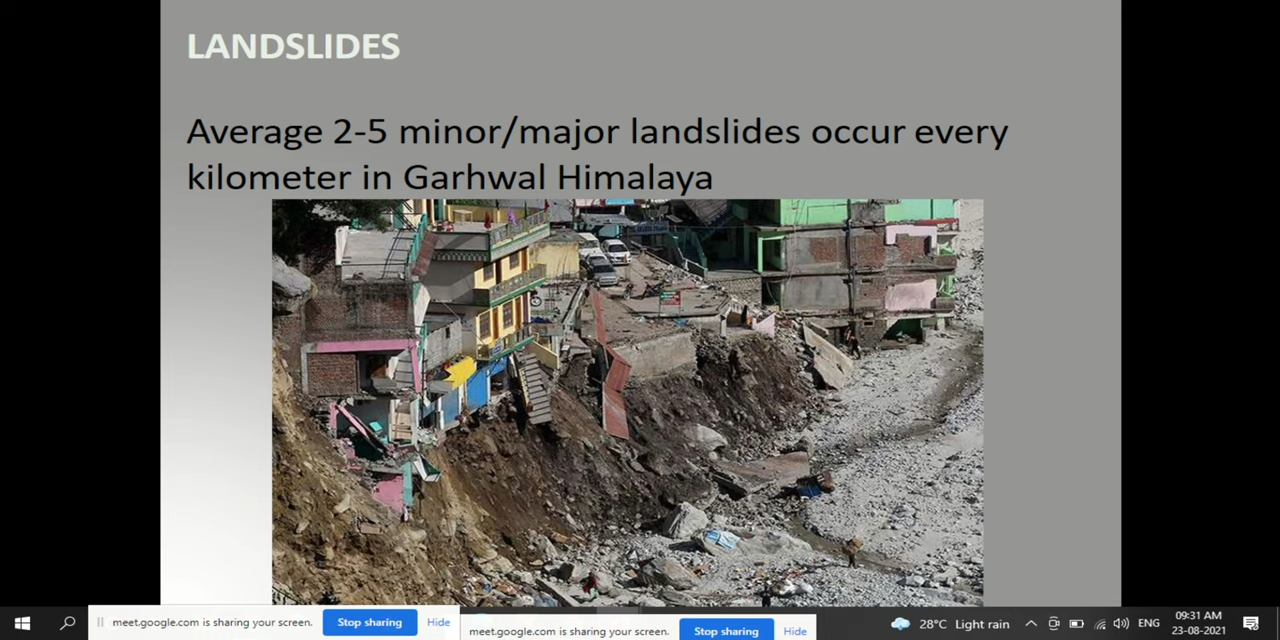 LANDSLIDES
Average 2-5 minor/major landslides occur every
kilometer in Garhwal Himalaya
meet.google.com is sharing your screen.
Stop sharing
Hide
meet.google.com is sharing your screen.
Stop sharing
Hide
28°C Light rain
ENG
09:31 AM
23-08-2021